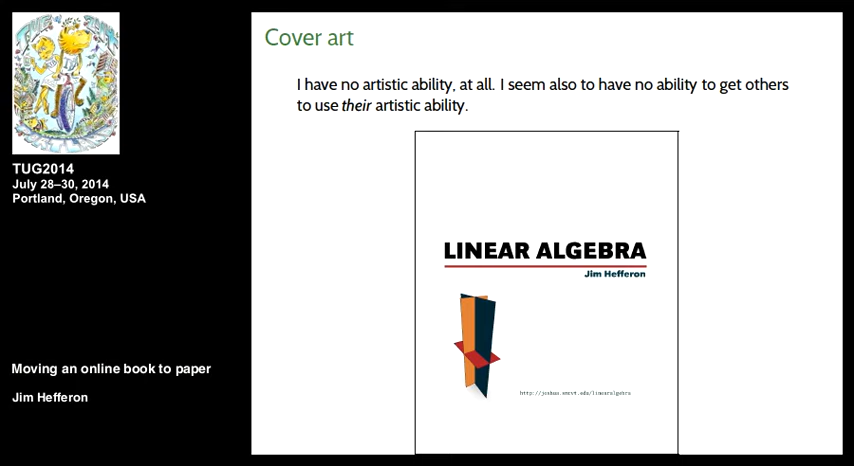 TUG2014
July 28–30, 2014
Portland, Oregon, USA
Moving an online book to paper
Jim Hefferon
Cover art
I have no artistic ability, at all. I seem also to have no ability to get others
to use their artistic ability.
LINEAR ALGEBRA
Jim Hefferon
http://joshua.smcvt.edu/linearalgebra